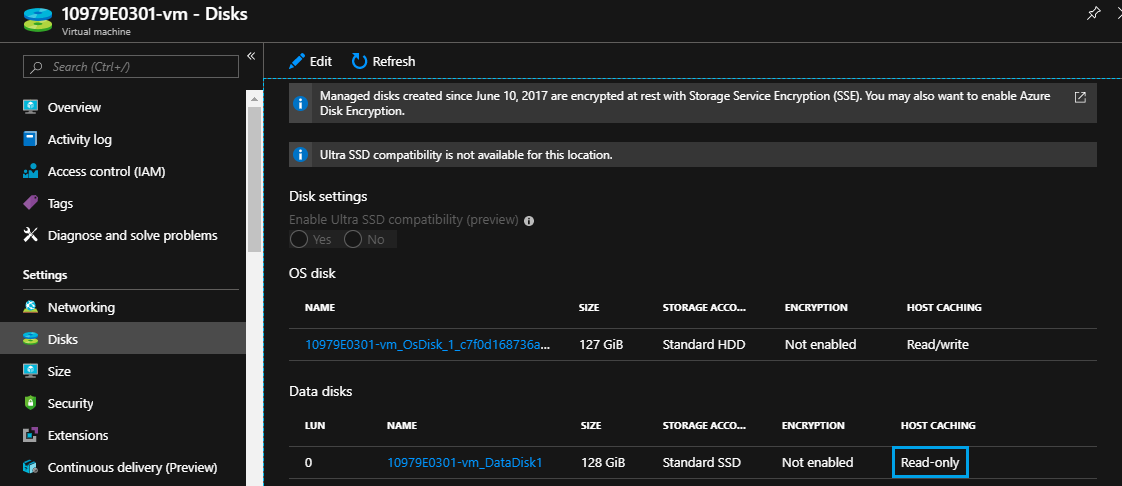 10979E0301-vm - Disks
Virtual machine
Search (Ctrl+/)
«
Overview
Activity log
Access control (IAM)
Tags
Diagnose and solve problems
Settings
Networking
Disks
Size
Security
Extensions
Continuous delivery (Preview)
Edit Refresh
Managed disks created since June 10, 2017 are encrypted at rest with Storage Service Encryption (SSE). You may also want to enable Azure
Disk Encryption.
Ultra SSD compatibility is not available for this location.
Disk settings
Enable Ultra SSD compatibility (preview)
Yes No
OS disk
NAME SIZE STORAGE ACCO... ENCRYPTION HOST CACHING
10979E0301-vm_OsDisk_1_c7f0d168736a... 127 GiB Standard HDD Not enabled Read/write
Data disks
LUN NAME SIZE STORAGE ACCO... ENCRYPTION HOST CACHING
0 10979E0301-vm_DataDisk1 128 GiB Standard SSD Not enabled Read-only